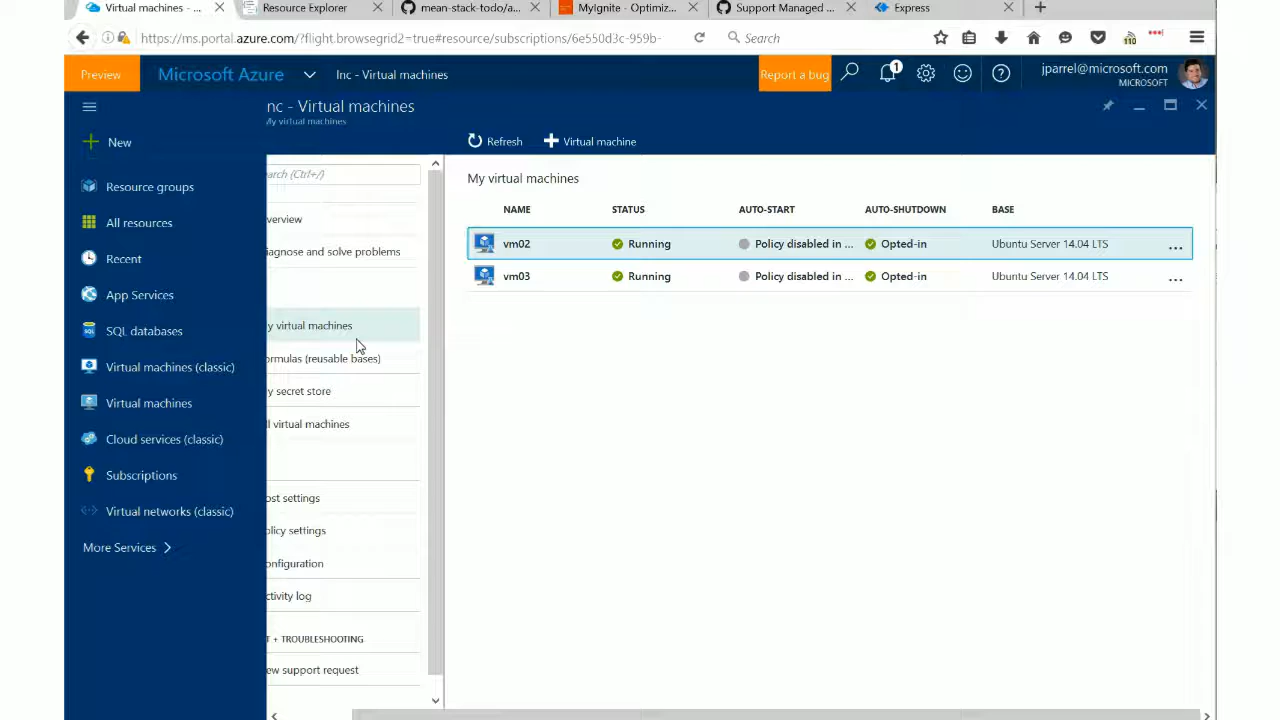 Virtual machines - ...
Resource Explorer
mean-stack-todo/a...
MyIgnite - Optimiz...
Support Managed ...
Express
https://ms.portal.azure.com/?flight.browsegrid2=true#resource/subscriptions/6e550d3c-959b-
Search
110
Preview
Microsoft Azure
Inc - Virtual machines
Report a bug
1
jparrel@microsoft.com
MICROSOFT
nc - Virtual machines
My virtual machines
New
Resource groups
All resources
Recent
App Services
SQL databases
Virtual machines (classic)
Virtual machines
Cloud services (classic)
Subscriptions
Virtual networks (classic)
More Services
earch (Ctrl+/)
verview
iagnose and solve problems
y virtual machines
ormulas (reusable bases)
y secret store
ll virtual machines
ost settings
olicy settings
onfiguration
ctivity log
T + TROUBLESHOOTING
ew support request
Refresh
Virtual machine
My virtual machines
NAME STATUS AUTO-START AUTO-SHUTDOWN BASE
vm02 Running Policy disabled in ... Opted-in Ubuntu Server 14.04 LTS ...
vm03 Running Policy disabled in ... Opted-in Ubuntu Server 14.04 LTS ...